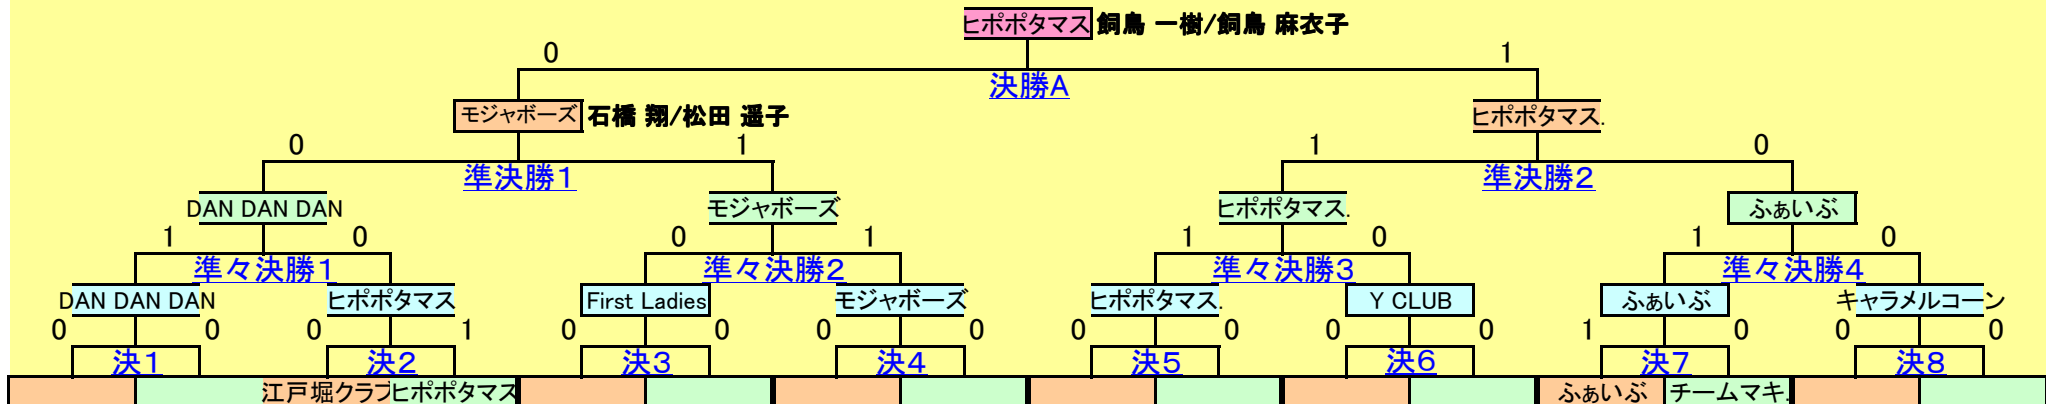 ヒポポタマス 飼鳥 一樹/飼鳥 麻衣子
0 1
決勝A
モジャボーズ 石橋 翔/松田 遥子 ヒポポタマス.
0 1 1 0
準決勝1 準決勝2
DAN DAN DAN モジャボーズ ヒポポタマス. ふぁいぶ
1 0 0 1 1 0 1 0
準々決勝1 準々決勝2 準々決勝3 準々決勝4
DAN DAN DAN ヒポポタマス First Ladies モジャボーズ ヒポポタマス. Y CLUB ふぁいぶ キャラメルコーン
0 0 0 1 0 0 0 0 0 0 0 0 1 0 0 0
決1 決2 決3 決4 決5 決6 決7 決8
江戸堀クラブ ヒポポタマス ふぁいぶ チームマキ.